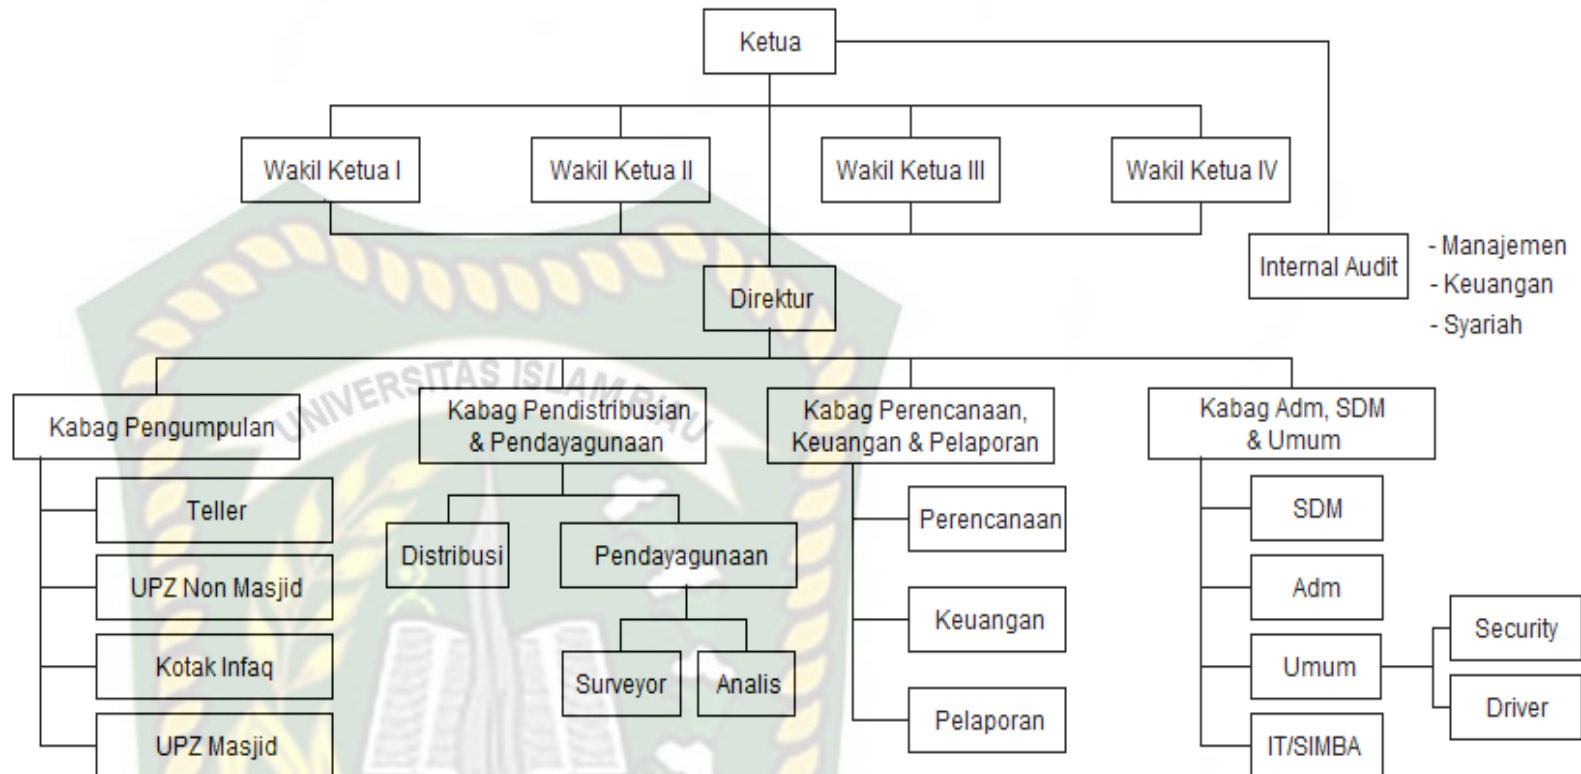 Ketua
Wakil Ketua I
Wakil Ketua II
Wakil Ketua III
Wakil Ketua IV
Internal Audit
- Manajemen
- Keuangan
- Syariah
Direktur
UNIVERSITAS ISLAM RIAU
Kabag Pengumpulan
Kabag Pendistribusian
& Pendayagunaan
Kabag Perencanaan,
Keuangan & Pelaporan
Kabag Adm, SDM
& Umum
Teller
UPZ Non Masjid
Kotak Infaq
UPZ Masjid
Distribusi
Pendayagunaan
Surveyor
Analis
Perencanaan
Keuangan
Pelaporan
SDM
Adm
Umum
IT/SIMBA
Security
Driver